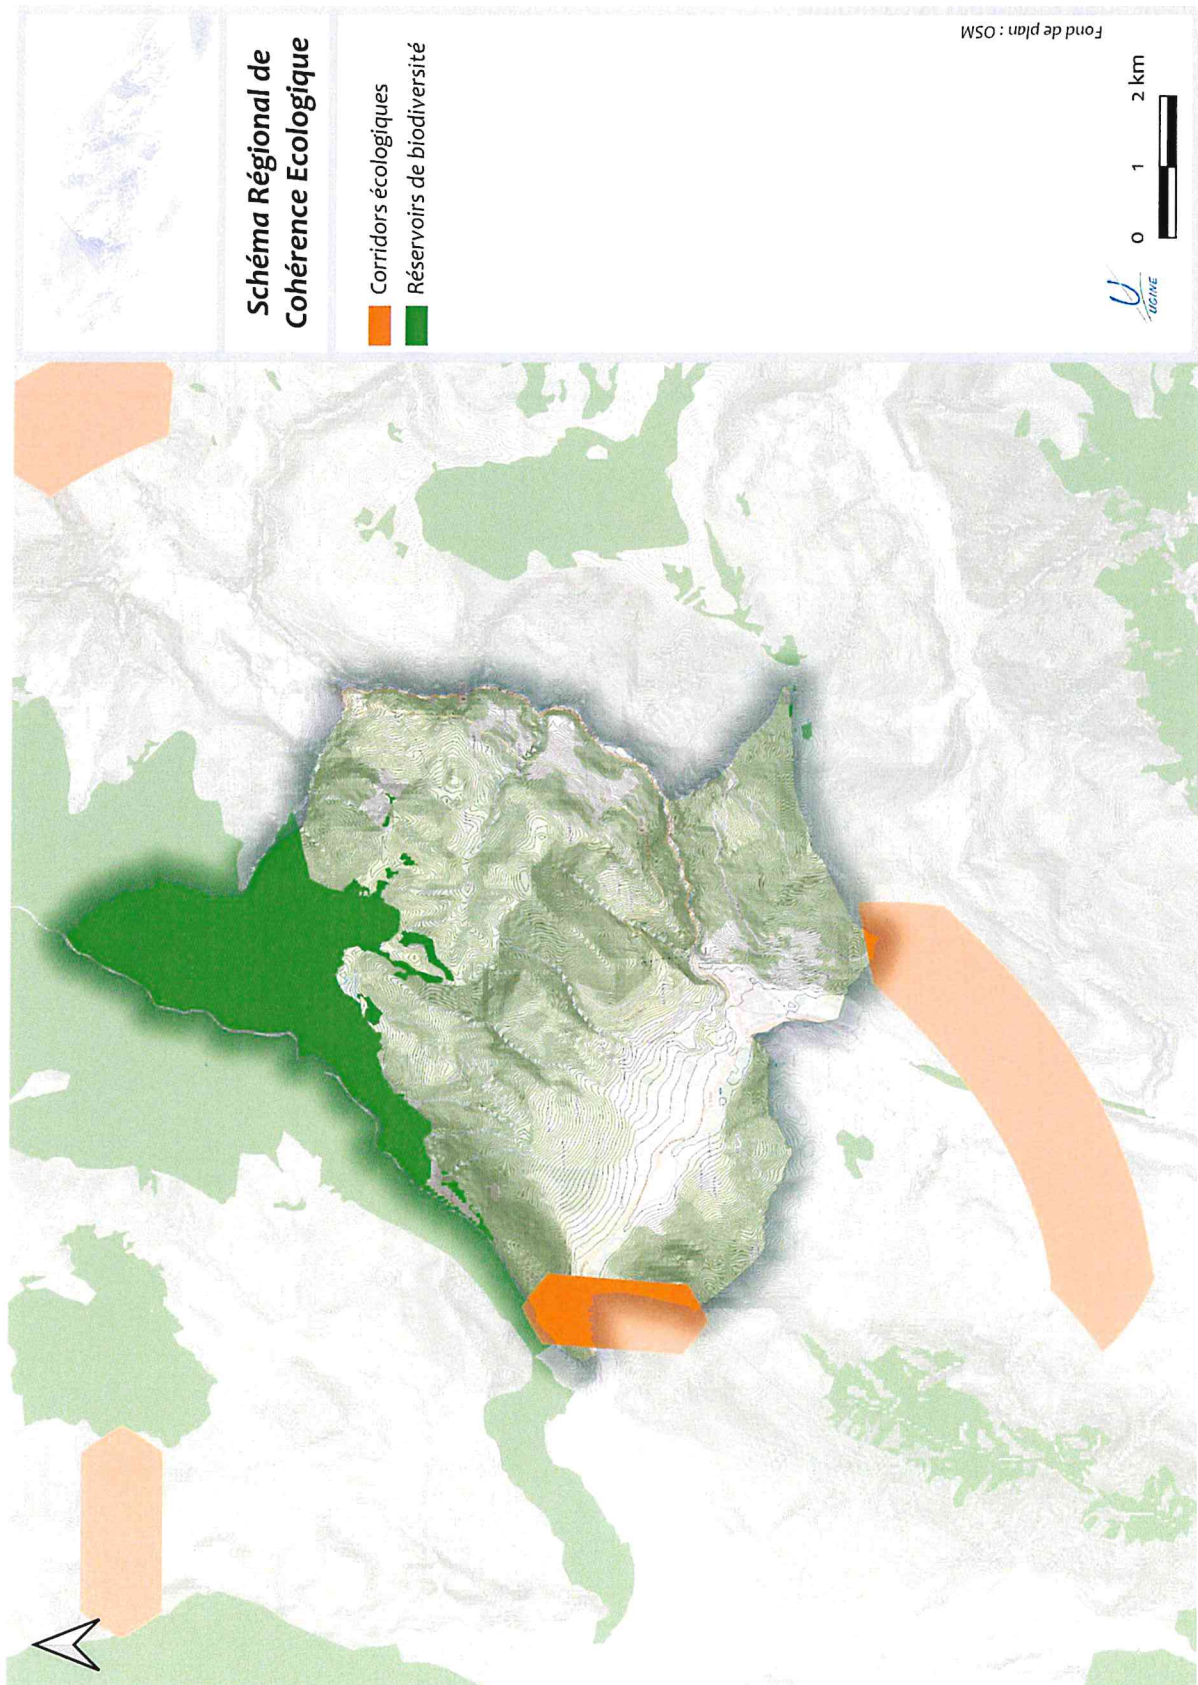 Schéma Régional de
Cohérence Ecologique
Corridors écologiques
Réservoirs de biodiversité
0 1 2 km
UGINE
Fond de plan : OSM